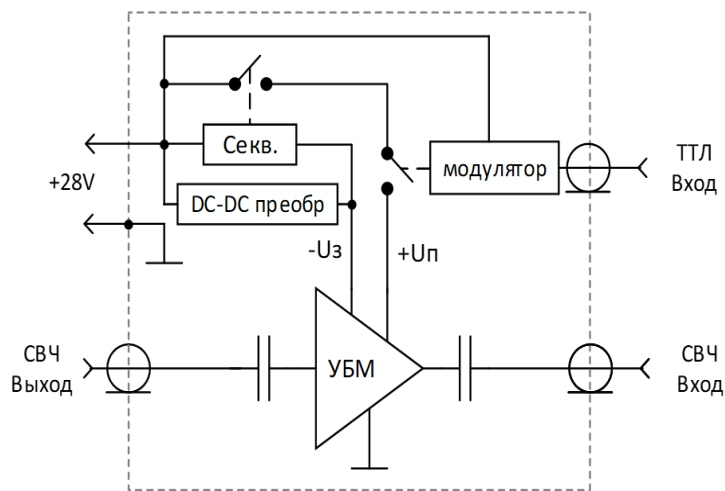 +28V
Секв.
DC-DC преобр
модулятор
ТТЛ
Вход
-Uз
+Uп
СВЧ
Выход
УБМ
СВЧ
Вход